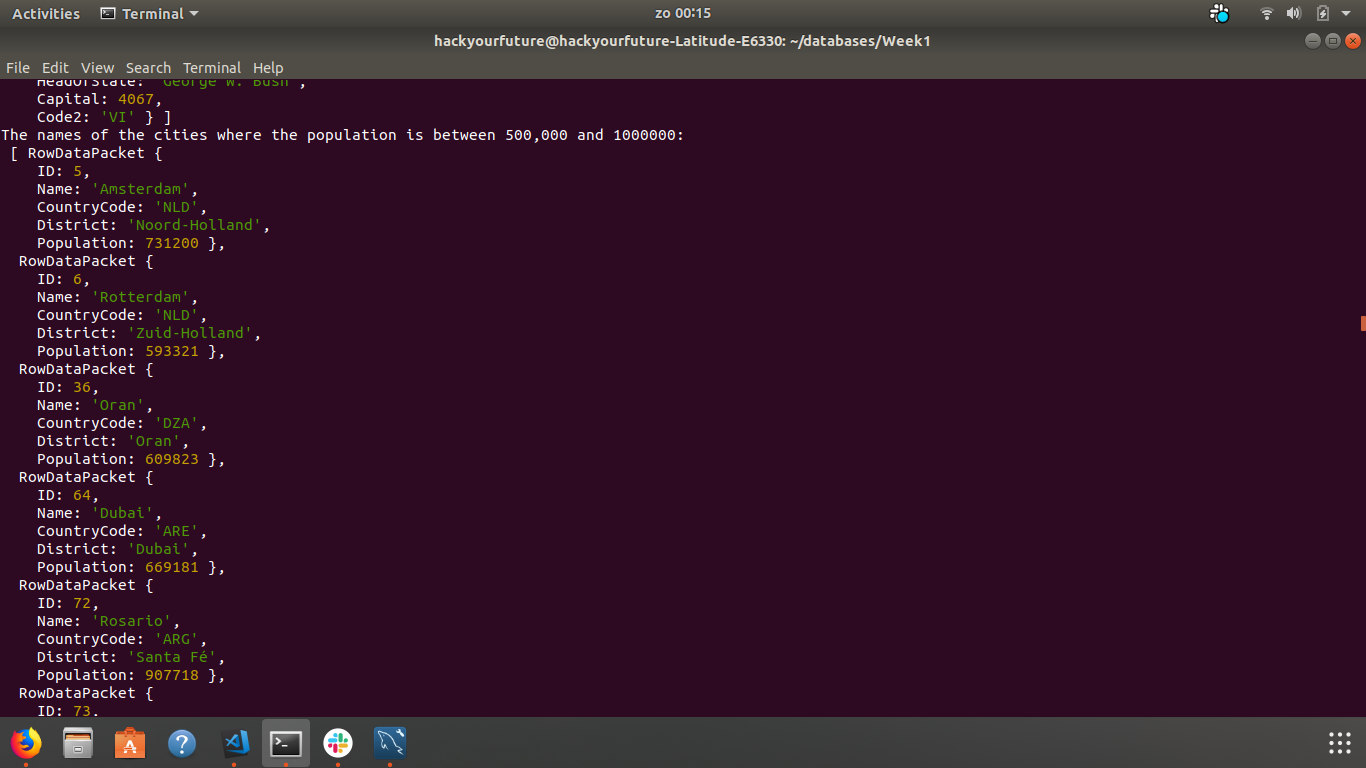 Activities Terminal zo 00:15
hackyourfuture@hackyourfuture-Latitude-E6330: ~/databases/Week1
File Edit View Search Terminal Help
HeadOfState: 'George W. Bush',
Capital: 4067,
Code2: 'VI' } ]
The names of the cities where the population is between 500,000 and 1000000:
[ RowDataPacket {
ID: 5,
Name: 'Amsterdam',
CountryCode: 'NLD',
District: 'Noord-Holland',
Population: 731200 },
RowDataPacket {
ID: 6,
Name: 'Rotterdam',
CountryCode: 'NLD',
District: 'Zuid-Holland',
Population: 593321 },
RowDataPacket {
ID: 36,
Name: 'Oran',
CountryCode: 'DZA',
District: 'Oran',
Population: 609823 },
RowDataPacket {
ID: 64,
Name: 'Dubai',
CountryCode: 'ARE',
District: 'Dubai',
Population: 669181 },
RowDataPacket {
ID: 72,
Name: 'Rosario',
CountryCode: 'ARG',
District: 'Santa Fé',
Population: 907718 },
RowDataPacket {
ID: 73,